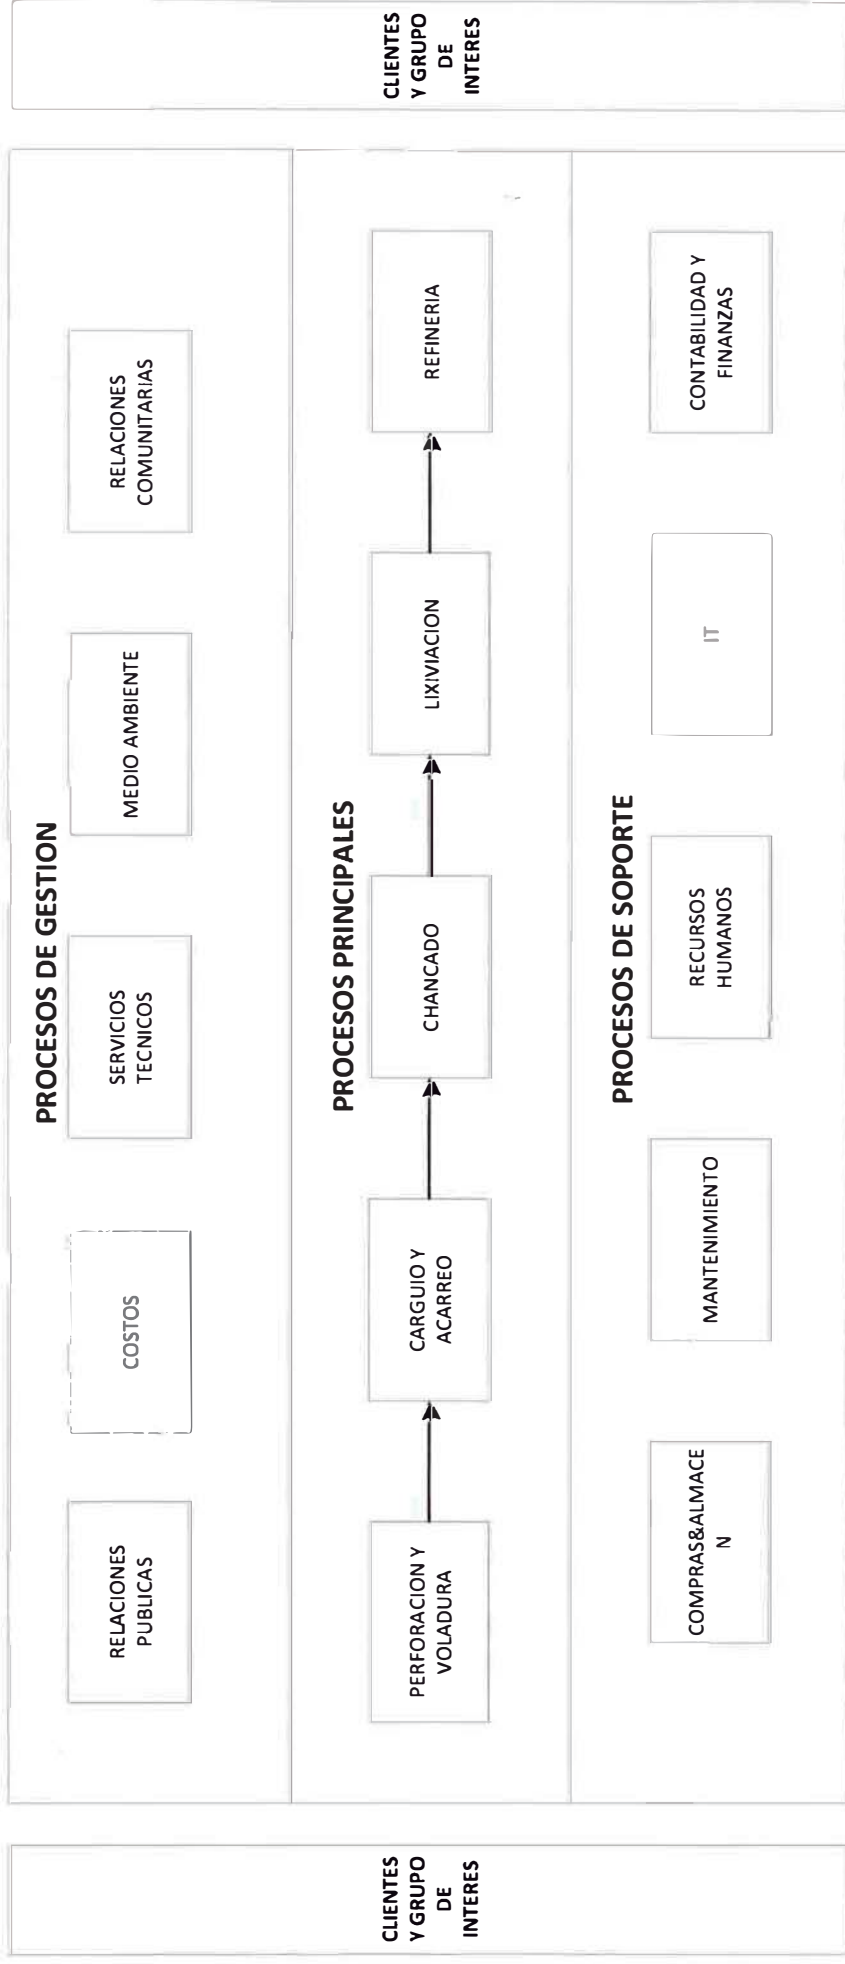 CLIENTES
Y GRUPO
DE
INTERES
PROCESOS DE GESTION
RELACIONES
PUBLICAS
COSTOS
SERVICIOS
TECNICOS
MEDIO AMBIENTE
RELACIONES
COMUNITARIAS
PROCESOS PRINCIPALES
PERFORACION Y
VOLADURA
CARGUIO Y
ACARREO
CHANCADO
LIXIVIACION
REFINERIA
PROCESOS DE SOPORTE
COMPRAS&ALMACE
N
MANTENIMIENTO
RECURSOS
HUMANOS
IT
CONTABILIDAD Y
FINANZAS
CLIENTES
Y GRUPO
DE
INTERES